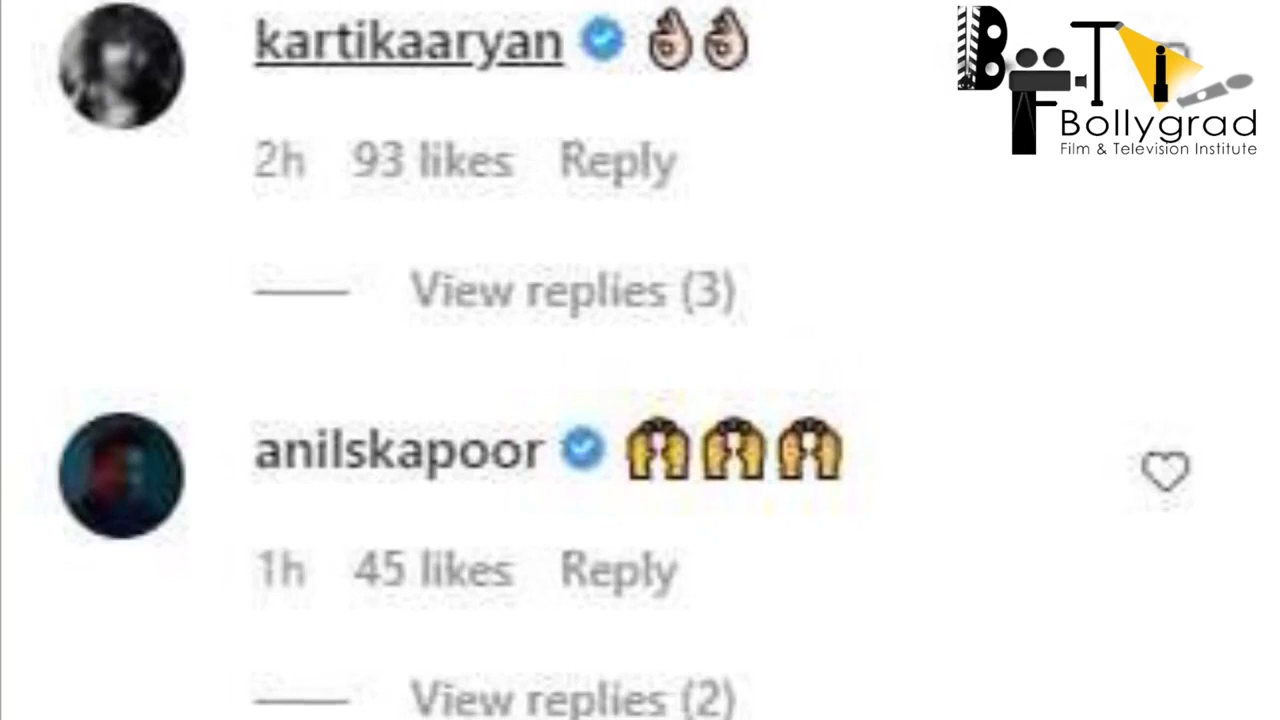 kartikaaryan 👌👌
2h 93 likes Reply
View replies (3)
anilskapoor 🙌🙌🙌
1h 45 likes Reply
View replies (2)
BFTI
Bollygrad
Film & Television Institute